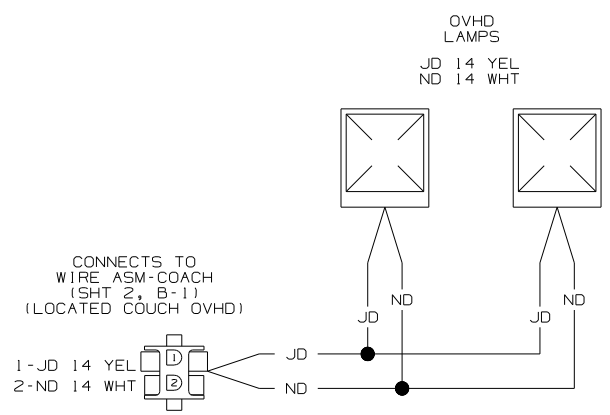 OVHD
LAMPS
JD 14 YEL
ND 14 WHT
CONNECTS TO
WIRE ASM-COACH
(SHT 2, B-1)
(LOCATED COUCH OVHD)
ND
ND
JD
JD
1-JD 14 YEL
1
JD
2-ND 14 WHT
2
ND